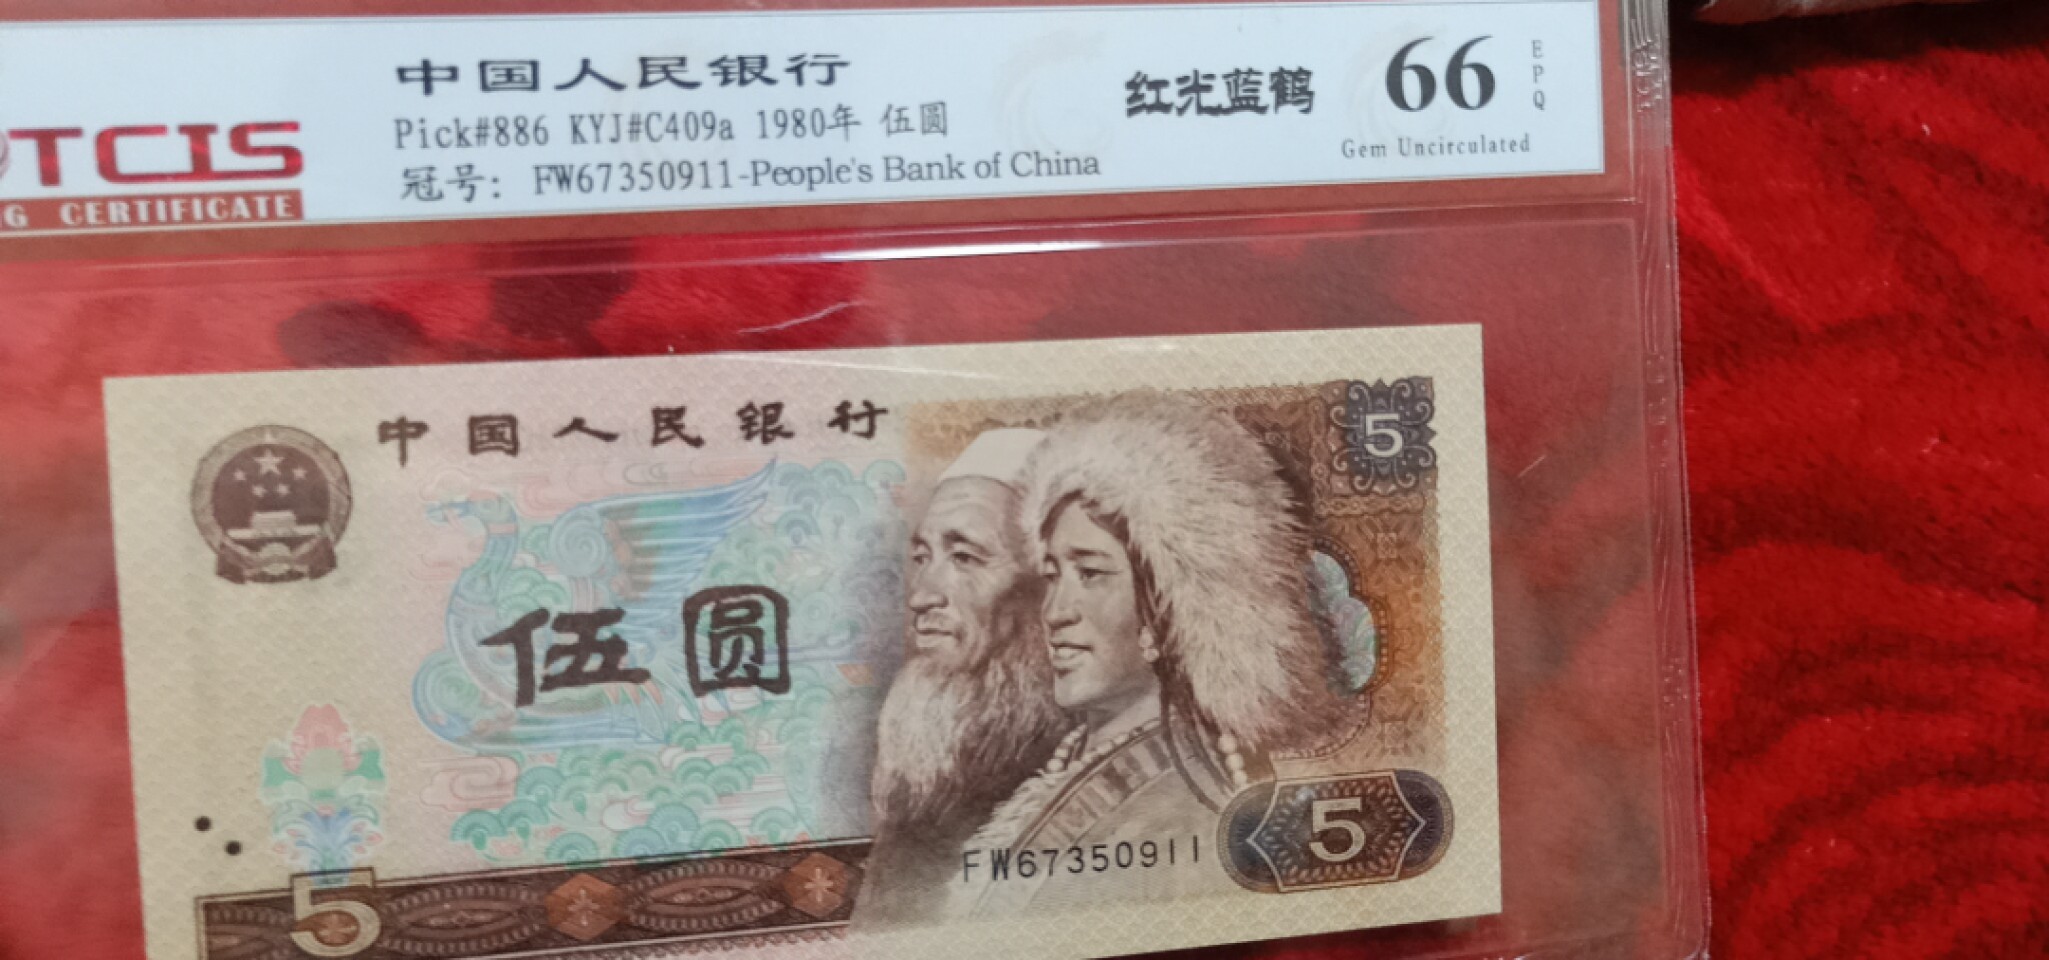 中国人民银行
Pick#886 KYJ#C409a 1980年 伍圆
冠号: FW67350911-People's Bank of China
红光蓝鹤
66
EPQ
Gem Uncirculated
TCIS
G CERTIFICATE
中国人民银行
5
伍圆
FW67350911
5
5